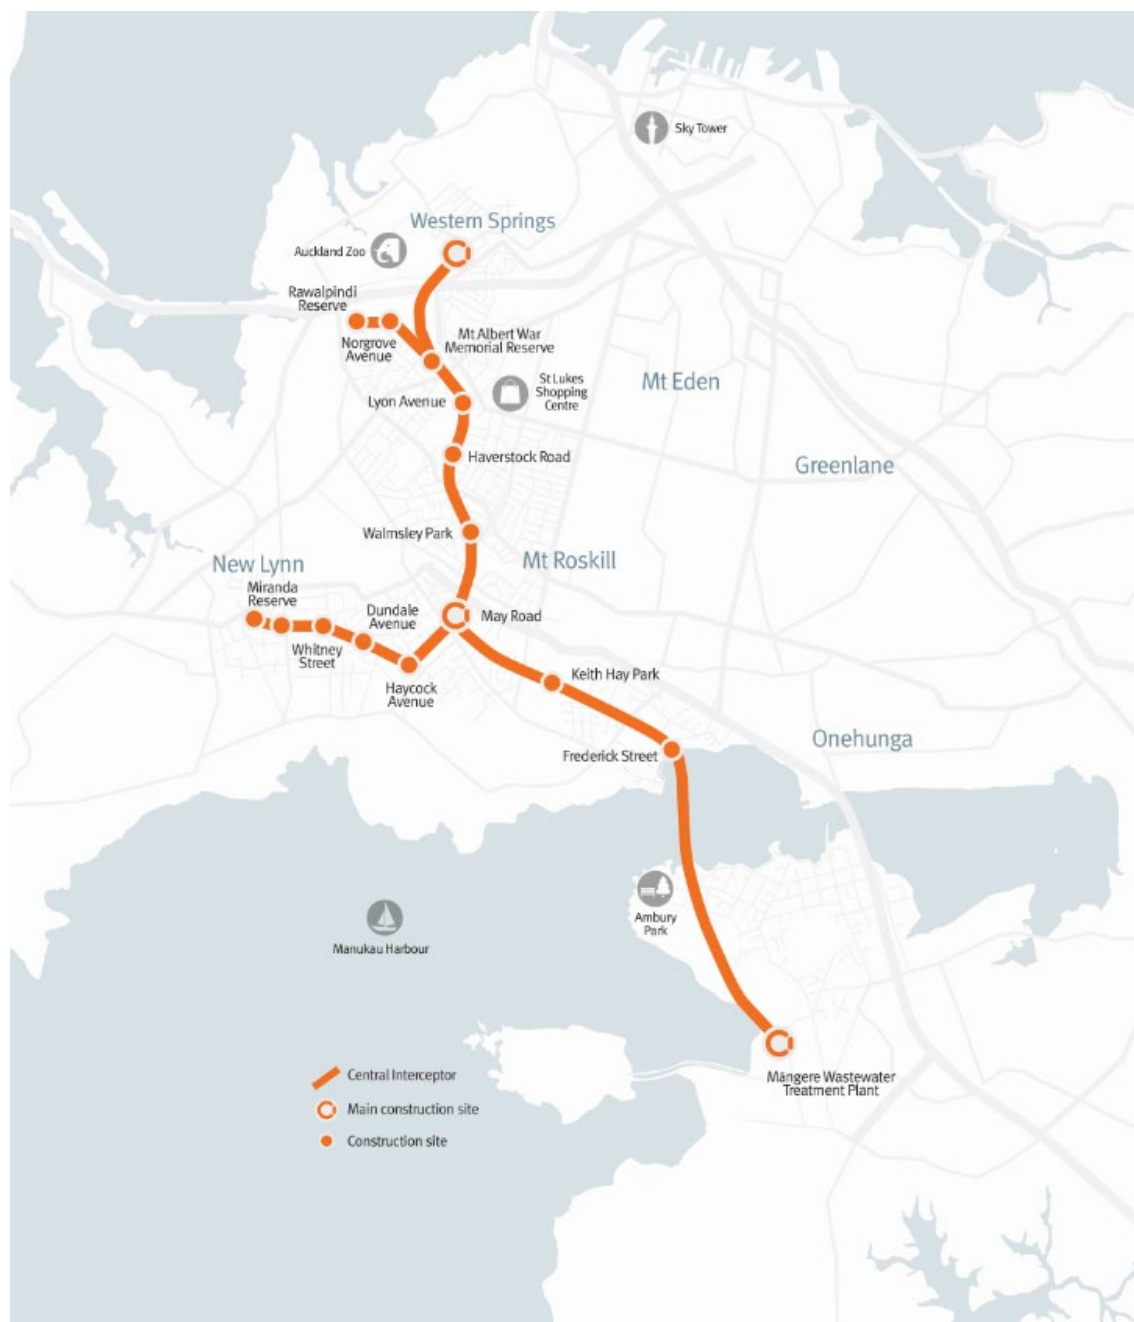 Sky Tower
Western Springs
Auckland Zoo
Rawalpindi
Reserve
Norgrove
Avenue
Mt Albert War
Memorial Reserve
St Lukes
Shopping
Centre
Mt Eden
Lyon Avenue
Haverstock Road
Greenlane
Walmsley Park
Mt Roskill
New Lynn
Miranda
Reserve
Dundale
Avenue
May Road
Whitney
Street
Haycock
Avenue
Keith Hay Park
Onehunga
Frederick Street
Ambury
Park
Manukau Harbour
Māngere Wastewater
Treatment Plant
Central Interceptor
Main construction site
Construction site